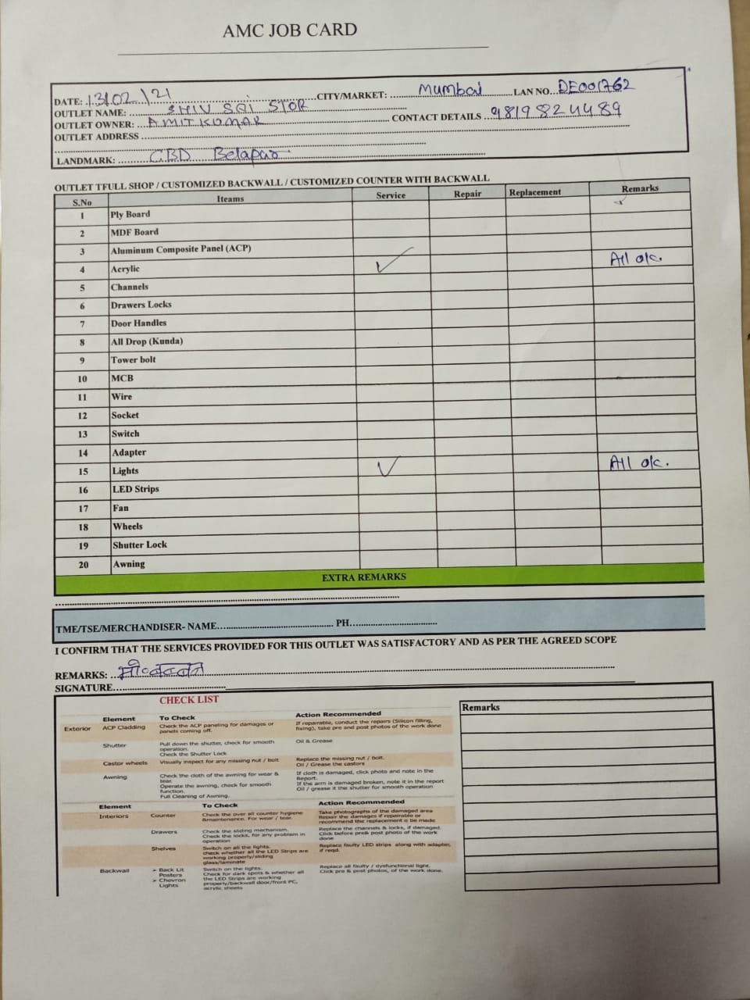 AMC JOB CARD
DATE: 13/02/21 CITY/MARKET: Mumbai LAN NO. DE001762
OUTLET NAME: SHIV SAI STOR
OUTLET OWNER: AMIT KUMAR CONTACT DETAILS 9819824489
OUTLET ADDRESS
LANDMARK: CBD Belapur
OUTLET TFULL SHOP / CUSTOMIZED BACKWALL / CUSTOMIZED COUNTER WITH BACKWALL
S.No Iteams Service Repair Replacement Remarks
1 Ply Board
2 MDF Board
3 Aluminum Composite Panel (ACP)
4 Acrylic ✓ All ok.
5 Channels
6 Drawers Locks
7 Door Handles
8 All Drop (Kunda)
9 Tower bolt
10 MCB
11 Wire
12 Socket
13 Switch
14 Adapter
15 Lights ✓ All ok.
16 LED Strips
17 Fan
18 Wheels
19 Shutter Lock
20 Awning
EXTRA REMARKS
TME/TSE/MERCHANDISER- NAME PH
I CONFIRM THAT THE SERVICES PROVIDED FOR THIS OUTLET WAS SATISFACTORY AND AS PER THE AGREED SCOPE
REMARKS:
SIGNATURE
CHECK LIST
Remarks
Element To Check Action Recommended
Exterior ACP Cladding Check the ACP paneling for damages or If repairable, conduct the repairs (Silicon filling,
panels coming off. fixing), take pre and post photos of the work done
Shutter Pull down the shutter, check for smooth Oil & Grease
operation.
Check the Shutter Lock
Castor wheels Visually inspect for any missing nut / bolt Replace the missing nut / bolt.
Oil / Grease the castors
Awning Check the cloth of the awning for wear & If cloth is damaged, click photo and note in the
tear. Report.
Operate the awning, check for smooth If the arm is damaged broken, note it in the report
function. Oil / grease it the shutter for smooth operation
Full Cleaning of Awning.
Element To Check Action Recommended
Interiors Counter Check the over all counter hygiene Take photographs of the damaged area
&maintenance. For wear / tear. Repair the damages if repairable or
recommend the replacement o be made
Drawers Check the sliding mechanism. Replace the channels & locks, if damaged.
Check the locks, for any problem in Click before pre& post photo of the work
operation done
Shelves Switch on all the lights. Replace faulty LED strips along with adapter,
check whether all the LED Strips are if reqd.
working properly/sliding
glass/laminate
Backwall ➢ Back Lit Switch on the lights. Replace all faulty / dysfunctional light.
Posters Check for dark spots & whether all Click pre & post photos, of the work done.
➢ Chevron the LED Strips are working
Lights properly/backwall door/front PC,
acrylic sheets